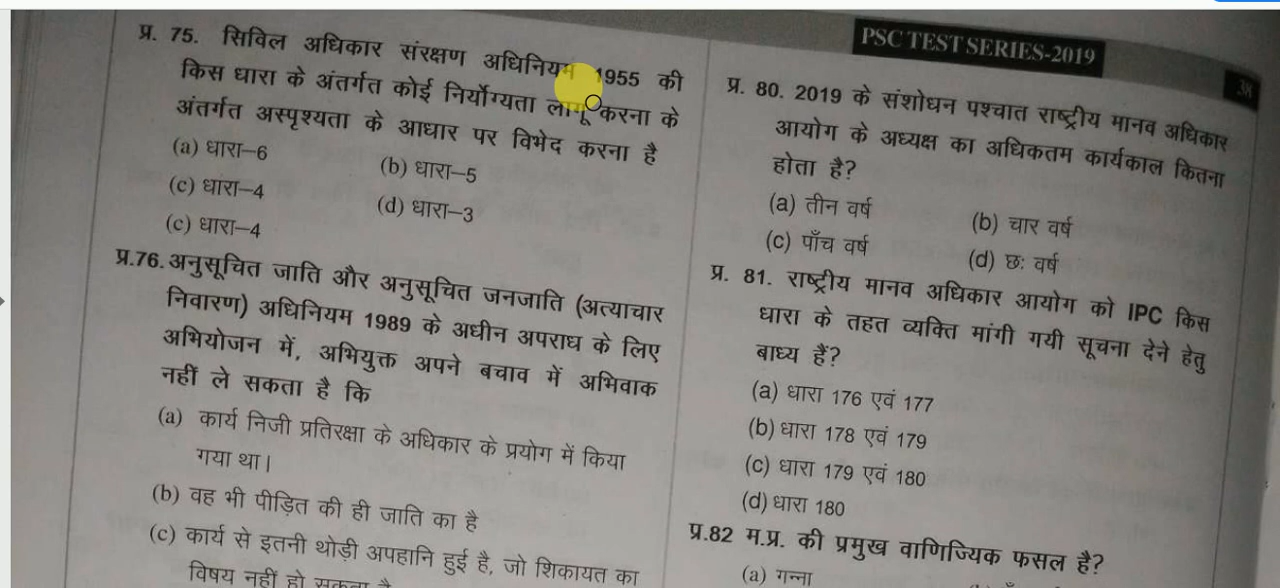 प्र. 75. सिविल अधिकार संरक्षण अधिनियम 1955 की
किस धारा के अंतर्गत कोई निर्योग्यता लागू करना के
अंतर्गत अस्पृश्यता के आधार पर विभेद करना है
(a) धारा–6
(b) धारा–5
(c) धारा–4
(d) धारा–3
(c) धारा–4
प्र.76. अनुसूचित जाति और अनुसूचित जनजाति (अत्याचार
निवारण) अधिनियम 1989 के अधीन अपराध के लिए
अभियोजन में, अभियुक्त अपने बचाव में अभिवाक
नहीं ले सकता है कि
(a) कार्य निजी प्रतिरक्षा के अधिकार के प्रयोग में किया
गया था।
(b) वह भी पीड़ित की ही जाति का है
(c) कार्य से इतनी थोड़ी अपहानि हुई है, जो शिकायत का
विषय नहीं हो सकता है
PSC TEST SERIES-2019
38
प्र. 80. 2019 के संशोधन पश्चात राष्ट्रीय मानव अधिकार
आयोग के अध्यक्ष का अधिकतम कार्यकाल कितना
होता है?
(a) तीन वर्ष
(b) चार वर्ष
(c) पाँच वर्ष
(d) छः वर्ष
प्र. 81. राष्ट्रीय मानव अधिकार आयोग को IPC किस
धारा के तहत व्यक्ति मांगी गयी सूचना देने हेतु
बाध्य हैं?
(a) धारा 176 एवं 177
(b) धारा 178 एवं 179
(c) धारा 179 एवं 180
(d) धारा 180
प्र.82 म.प्र. की प्रमुख वाणिज्यिक फसल है?
(a) गन्ना